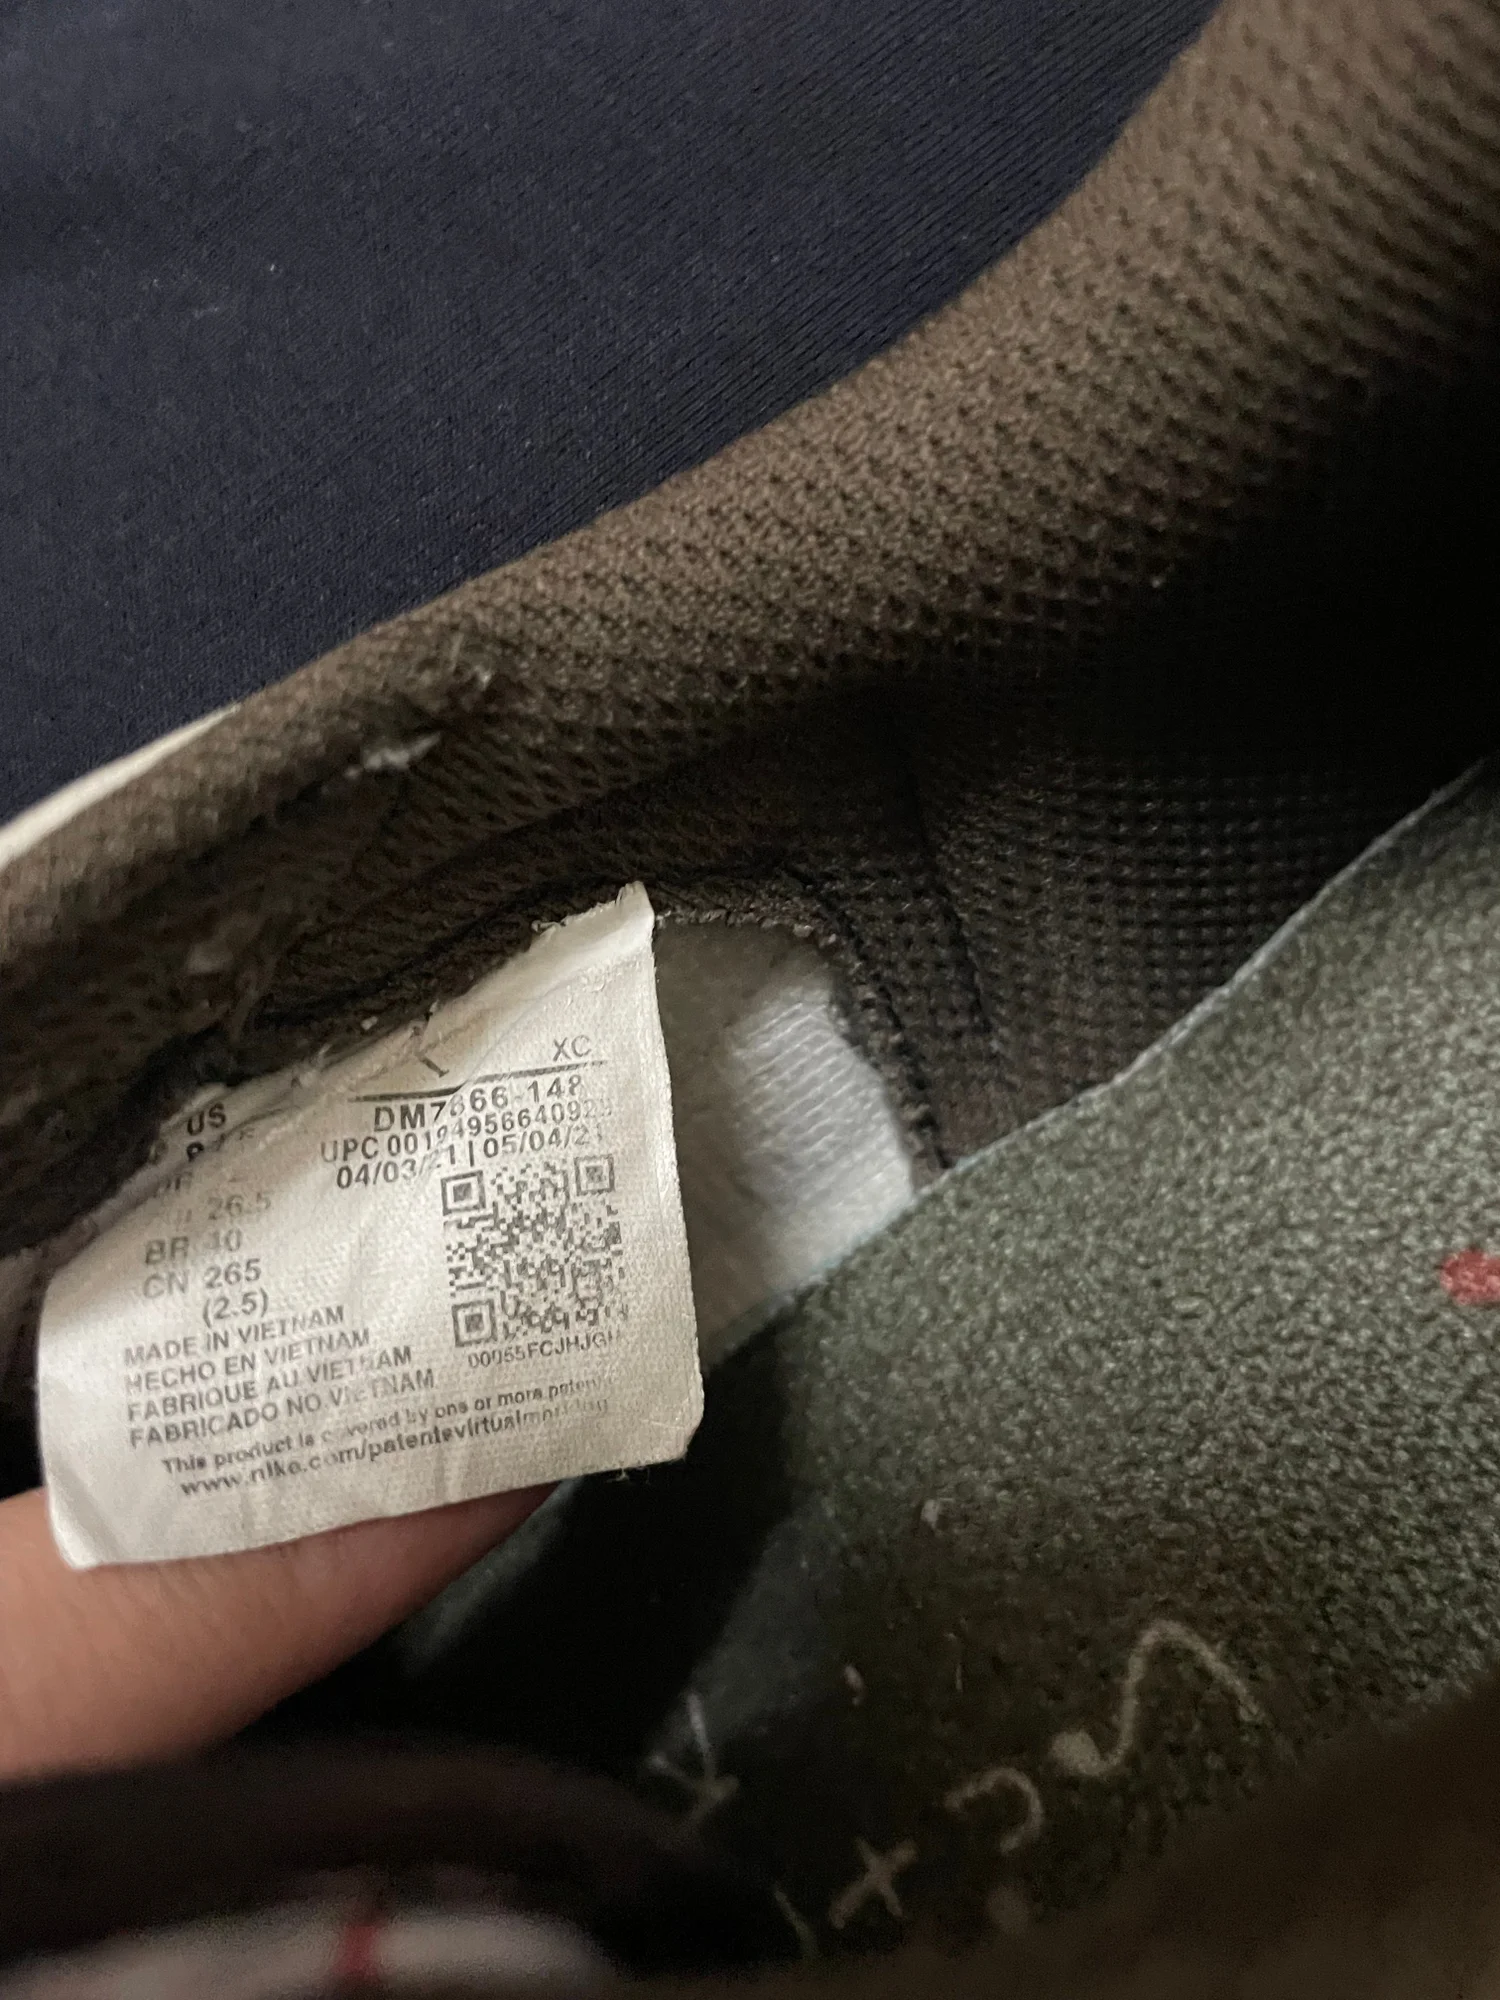 XC
US
DM7866-148
UPC 00194956640923
04/03/21 | 05/04/21
26.5
BR 40
CN 265
(2.5)
MADE IN VIETNAM
HECHO EN VIETNAM
FABRIQUE AU VIETNAM
FABRICADO NO VIETNAM
00055FCJHJG
This product is covered by one or more patents
www.nike.com/patentsvirtualmarking